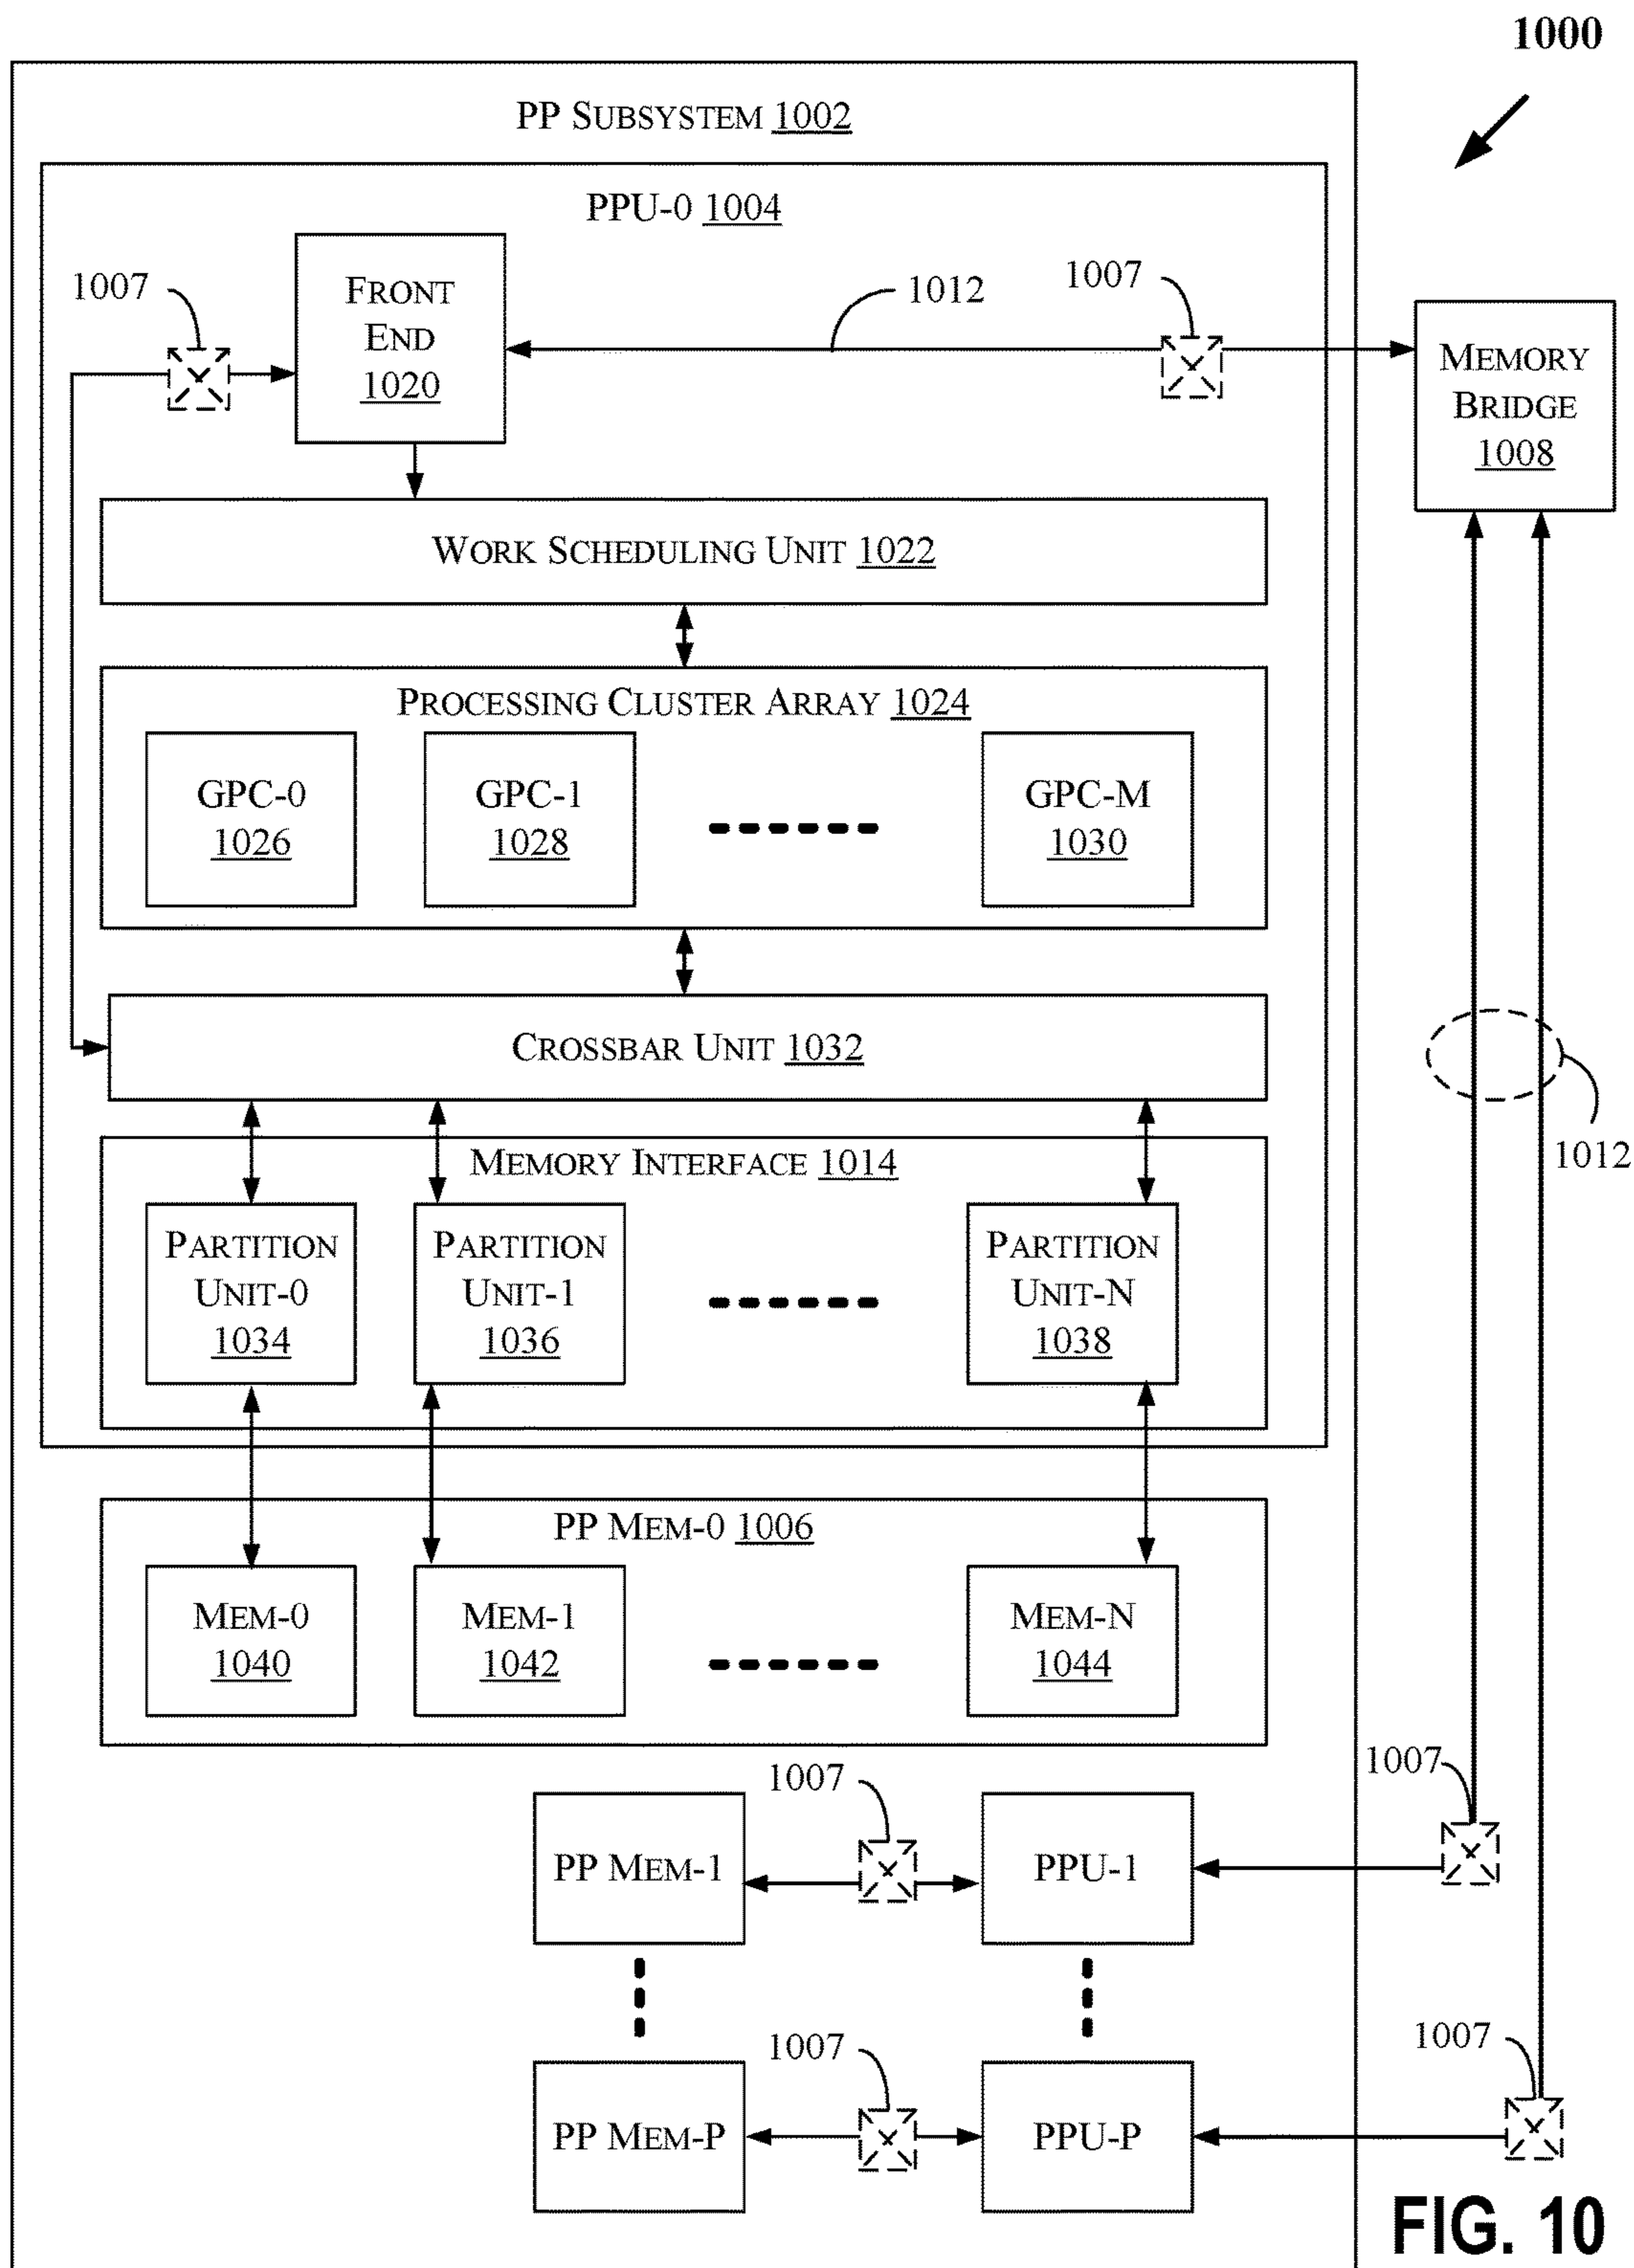 1000
PP SUBSYSTEM 1002
PPU-0 1004
1007
FRONT
END
1020
1012
1007
MEMORY
BRIDGE
1008
WORK SCHEDULING UNIT 1022
PROCESSING CLUSTER ARRAY 1024
GPC-0
1026
GPC-1
1028
GPC-M
1030
CROSSBAR UNIT 1032
1012
MEMORY INTERFACE 1014
PARTITION
UNIT-0
1034
PARTITION
UNIT-1
1036
PARTITION
UNIT-N
1038
PP MEM-0 1006
MEM-0
1040
MEM-1
1042
MEM-N
1044
1007
1007
PP MEM-1
PPU-1
1007
1007
PP MEM-P
PPU-P
FIG. 10